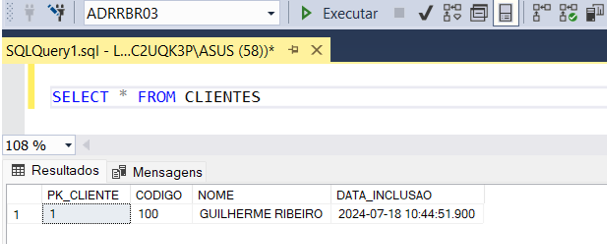 ADRRBR03 Executar
SQLQuery1.sql - L...C2UQK3P\ASUS (58))*
SELECT * FROM CLIENTES
108 %
Resultados Mensagens
PK_CLIENTE CODIGO NOME DATA_INCLUSAO
1 1 100 GUILHERME RIBEIRO 2024-07-18 10:44:51.900